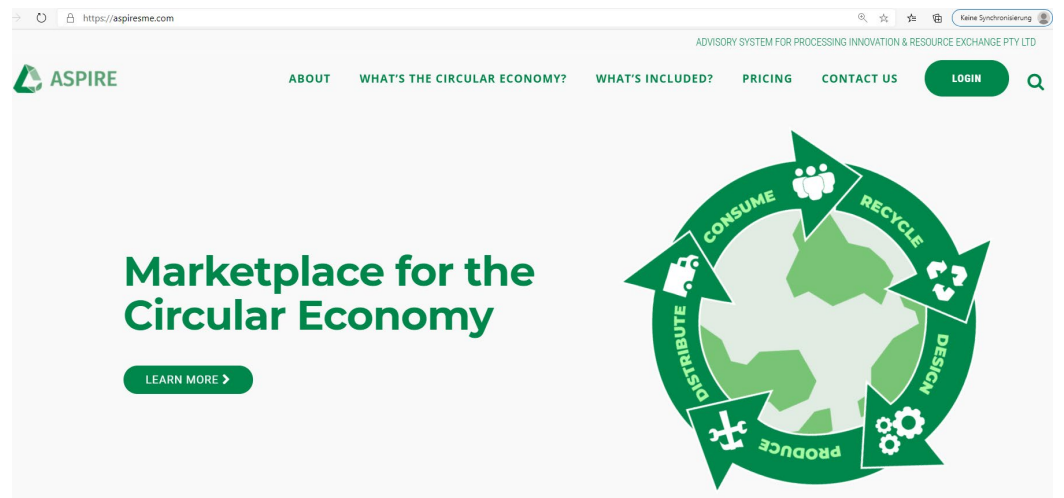 https://aspiresme.com
Keine Synchronisierung
ADVISORY SYSTEM FOR PROCESSING INNOVATION & RESOURCE EXCHANGE PTY LTD
ASPIRE
ABOUT WHAT'S THE CIRCULAR ECONOMY? WHAT'S INCLUDED? PRICING CONTACT US LOGIN
Marketplace for the
Circular Economy
LEARN MORE
CONSUME
RECYCLE
DESIGN
PRODUCE
DISTRIBUTE